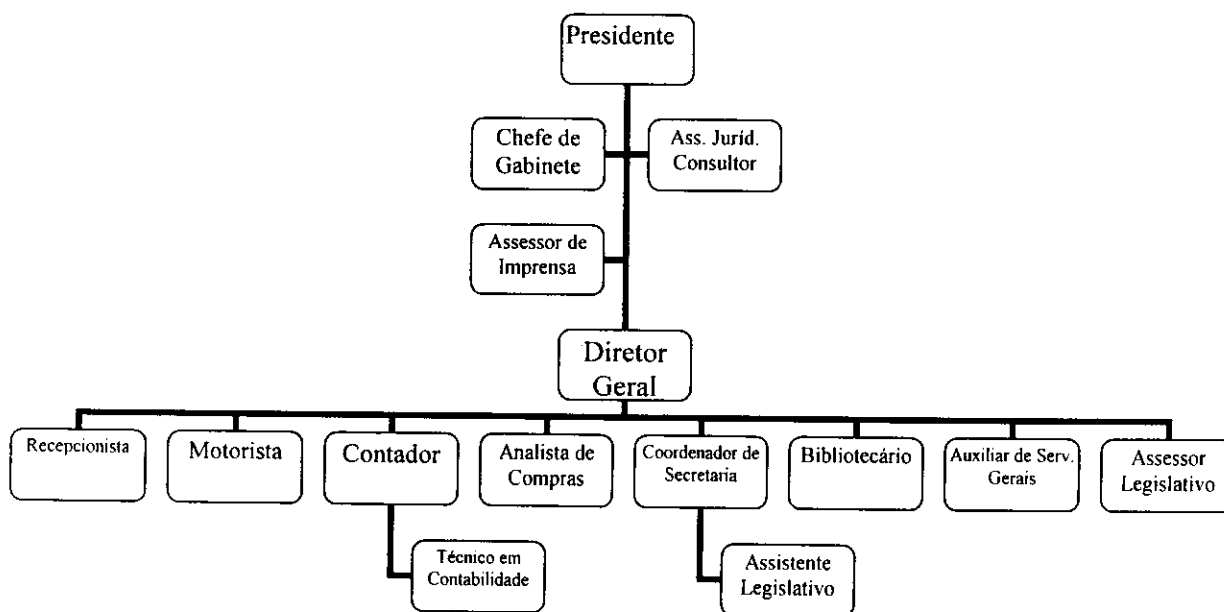 Presidente
Chefe de
Gabinete
Ass. Juríd.
Consultor
Assessor de
Imprensa
Diretor
Geral
Recepcionista
Motorista
Contador
Analista de
Compras
Coordenador de
Secretaria
Bibliotecário
Auxiliar de Serv.
Gerais
Assessor
Legislativo
Técnico em
Contabilidade
Assistente
Legislativo